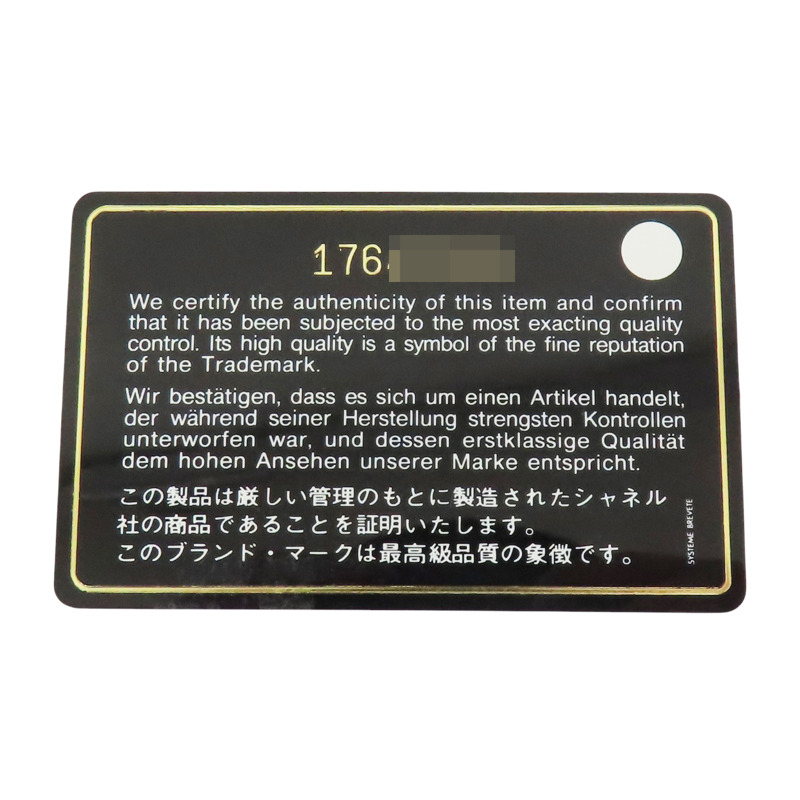 176
We certify the authenticity of this item and confirm
that it has been subjected to the most exacting quality
control. Its high quality is a symbol of the fine reputation
of the Trademark.
Wir bestätigen, dass es sich um einen Artikel handelt,
der während seiner Herstellung strengsten Kontrollen
unterworfen war, und dessen erstklassige Qualität
dem hohen Ansehen unserer Marke entspricht.
この製品は厳しい管理のもとに製造されたシャネル
社の商品であることを証明いたします。
このブランド・マークは最高級品質の象徴です。
SYSTEME BREVETE